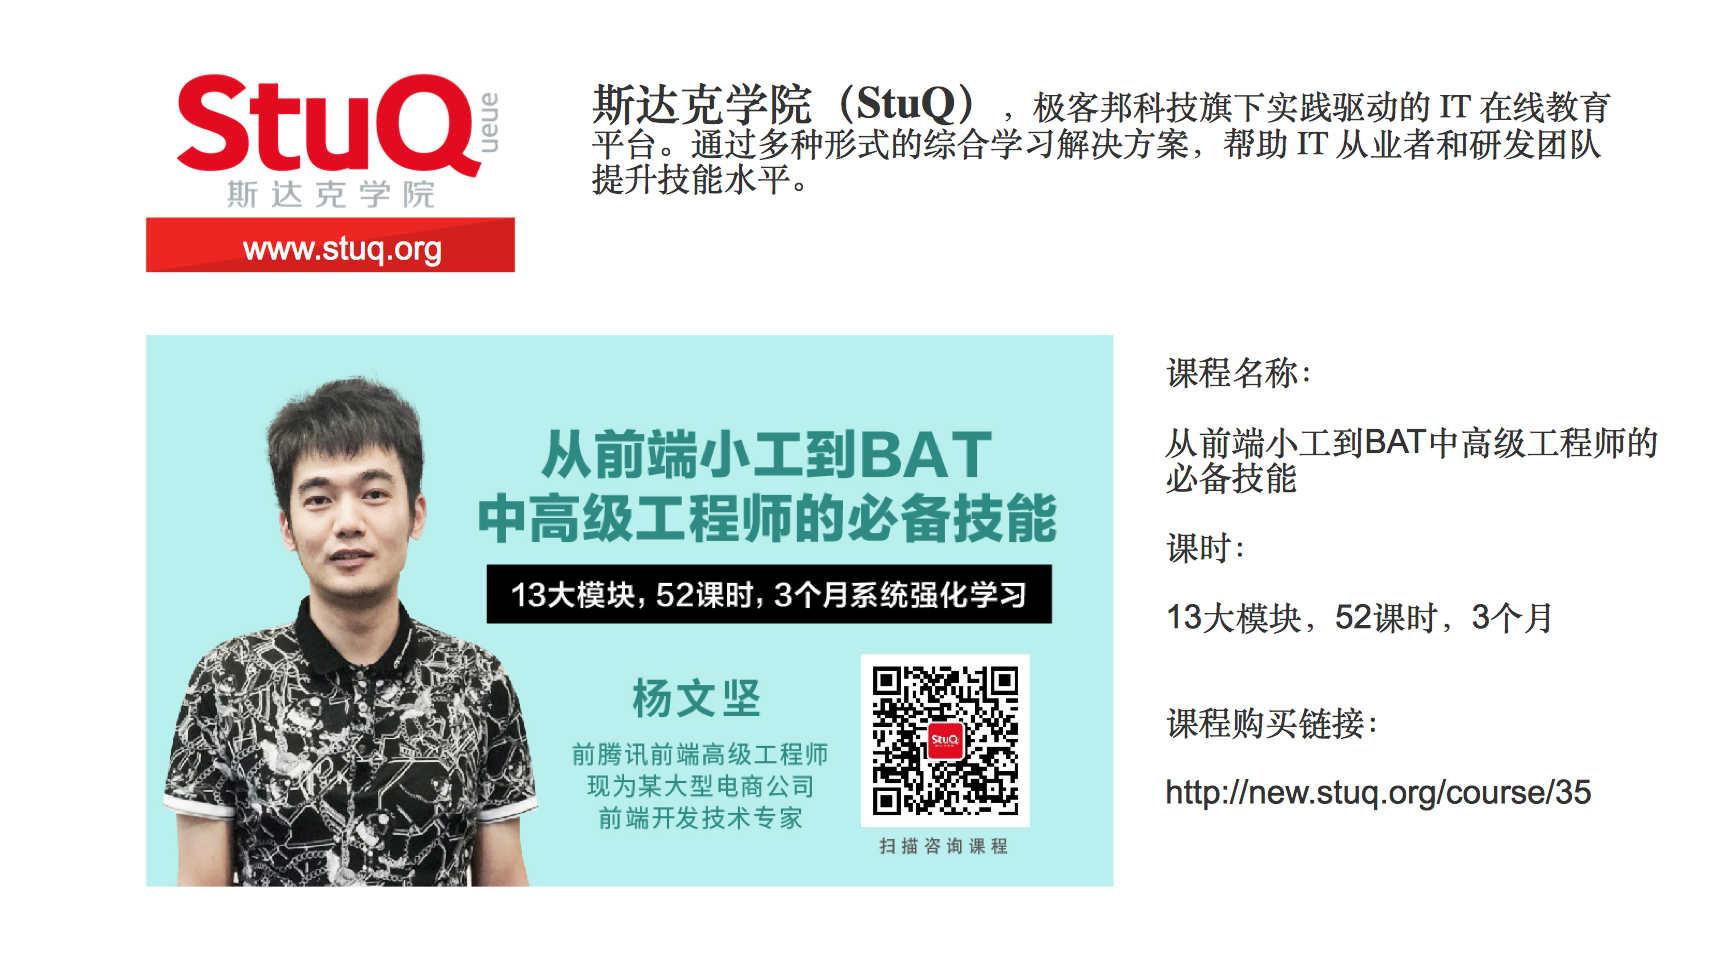 StuQ
ueue
斯达克学院
www.stuq.org
斯达克学院（StuQ），极客邦科技旗下实践驱动的 IT 在线教育
平台。通过多种形式的综合学习解决方案，帮助 IT 从业者和研发团队
提升技能水平。
从前端小工到BAT
中高级工程师的必备技能
13大模块，52课时，3个月系统强化学习
杨文坚
前腾讯前端高级工程师
现为某大型电商公司
前端开发技术专家
StuQ
扫描咨询课程
课程名称：
从前端小工到BAT中高级工程师的
必备技能
课时：
13大模块，52课时，3个月
课程购买链接：
http://new.stuq.org/course/35